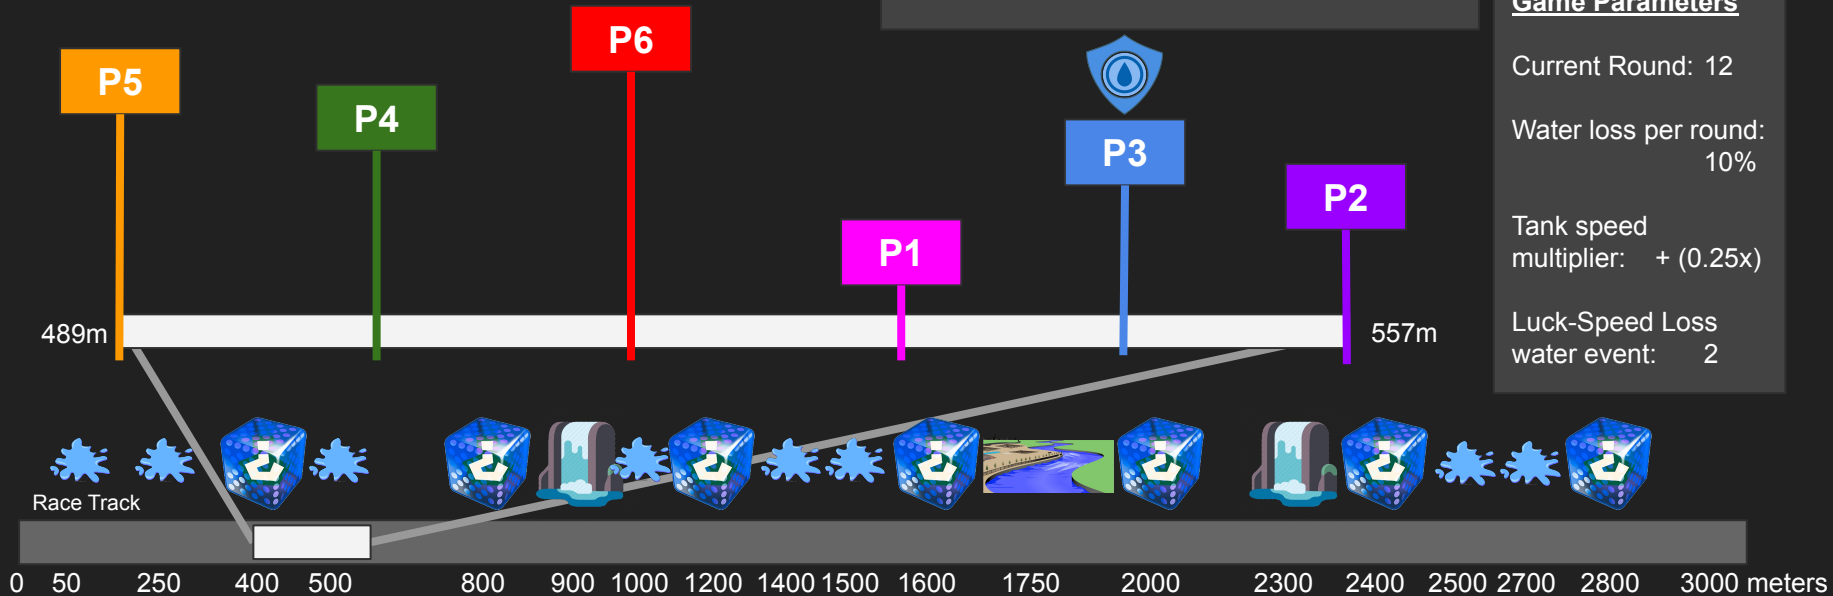 Game Parameters
Current Round: 12
Water loss per round:
10%
Tank speed
multiplier: + (0.25x)
Luck-Speed Loss
water event: 2
P5
P4
P6
P1
P3
P2
489m
557m
Race Track
0 50 250 400 500 800 900 1000 1200 1400 1500 1600 1750 2000 2300 2400 2500 2700 2800 3000 meters